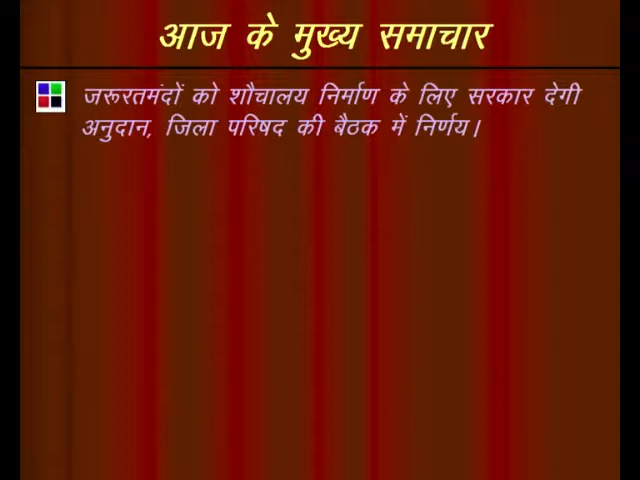 आज के मुख्य समाचार
जरूरतमंदों को शौचालय निर्माण के लिए सरकार देगी
अनुदान, जिला परिषद की बैठक में निर्णय।